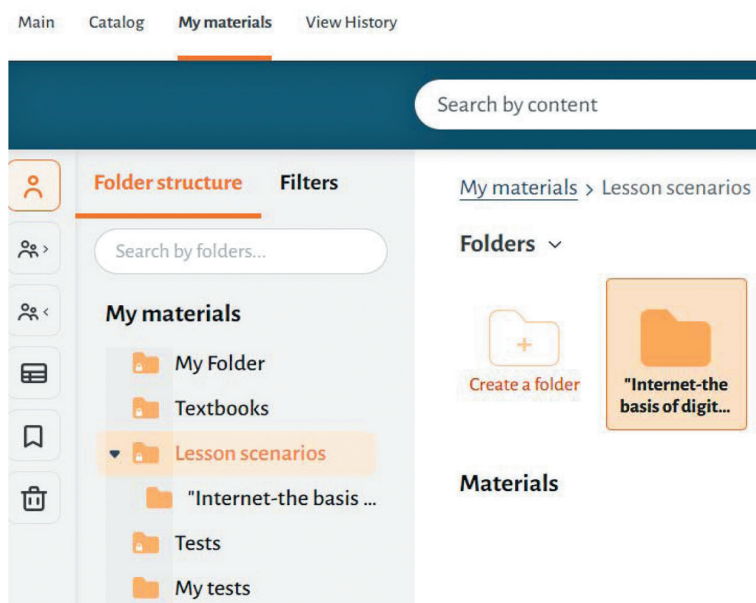 Main Catalog My materials View History
Search by content
Folder structure Filters
Search by folders...
My materials
My Folder
Textbooks
Lesson scenarios
"Internet-the basis ...
Tests
My tests
My materials > Lesson scenarios
Folders
Create a folder
"Internet-the
basis of digit...
Materials